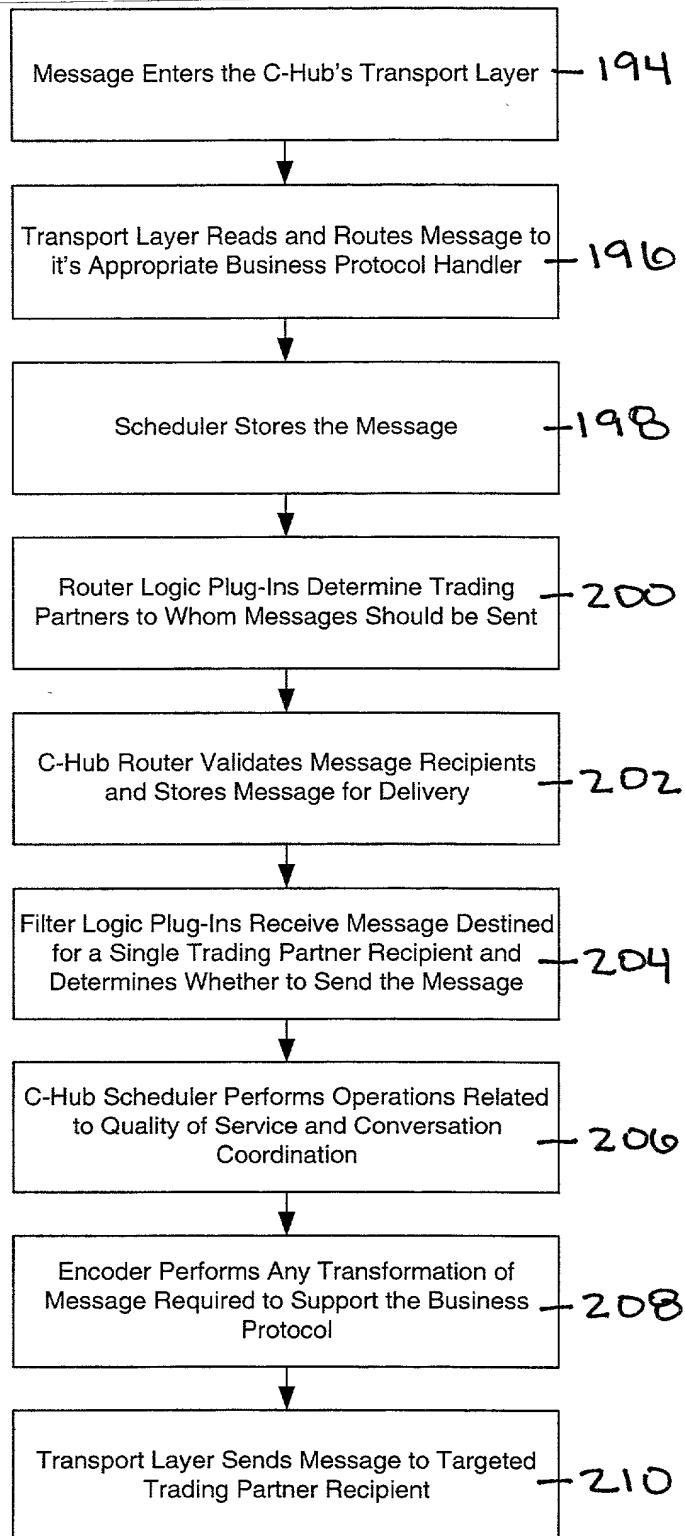 Message Enters the C-Hub's Transport Layer
194
Transport Layer Reads and Routes Message to
it's Appropriate Business Protocol Handler
196
Scheduler Stores the Message
198
Router Logic Plug-Ins Determine Trading
Partners to Whom Messages Should be Sent
200
C-Hub Router Validates Message Recipients
and Stores Message for Delivery
202
Filter Logic Plug-Ins Receive Message Destined
for a Single Trading Partner Recipient and
Determines Whether to Send the Message
204
C-Hub Scheduler Performs Operations Related
to Quality of Service and Conversation
Coordination
206
Encoder Performs Any Transformation of
Message Required to Support the Business
Protocol
208
Transport Layer Sends Message to Targeted
Trading Partner Recipient
210